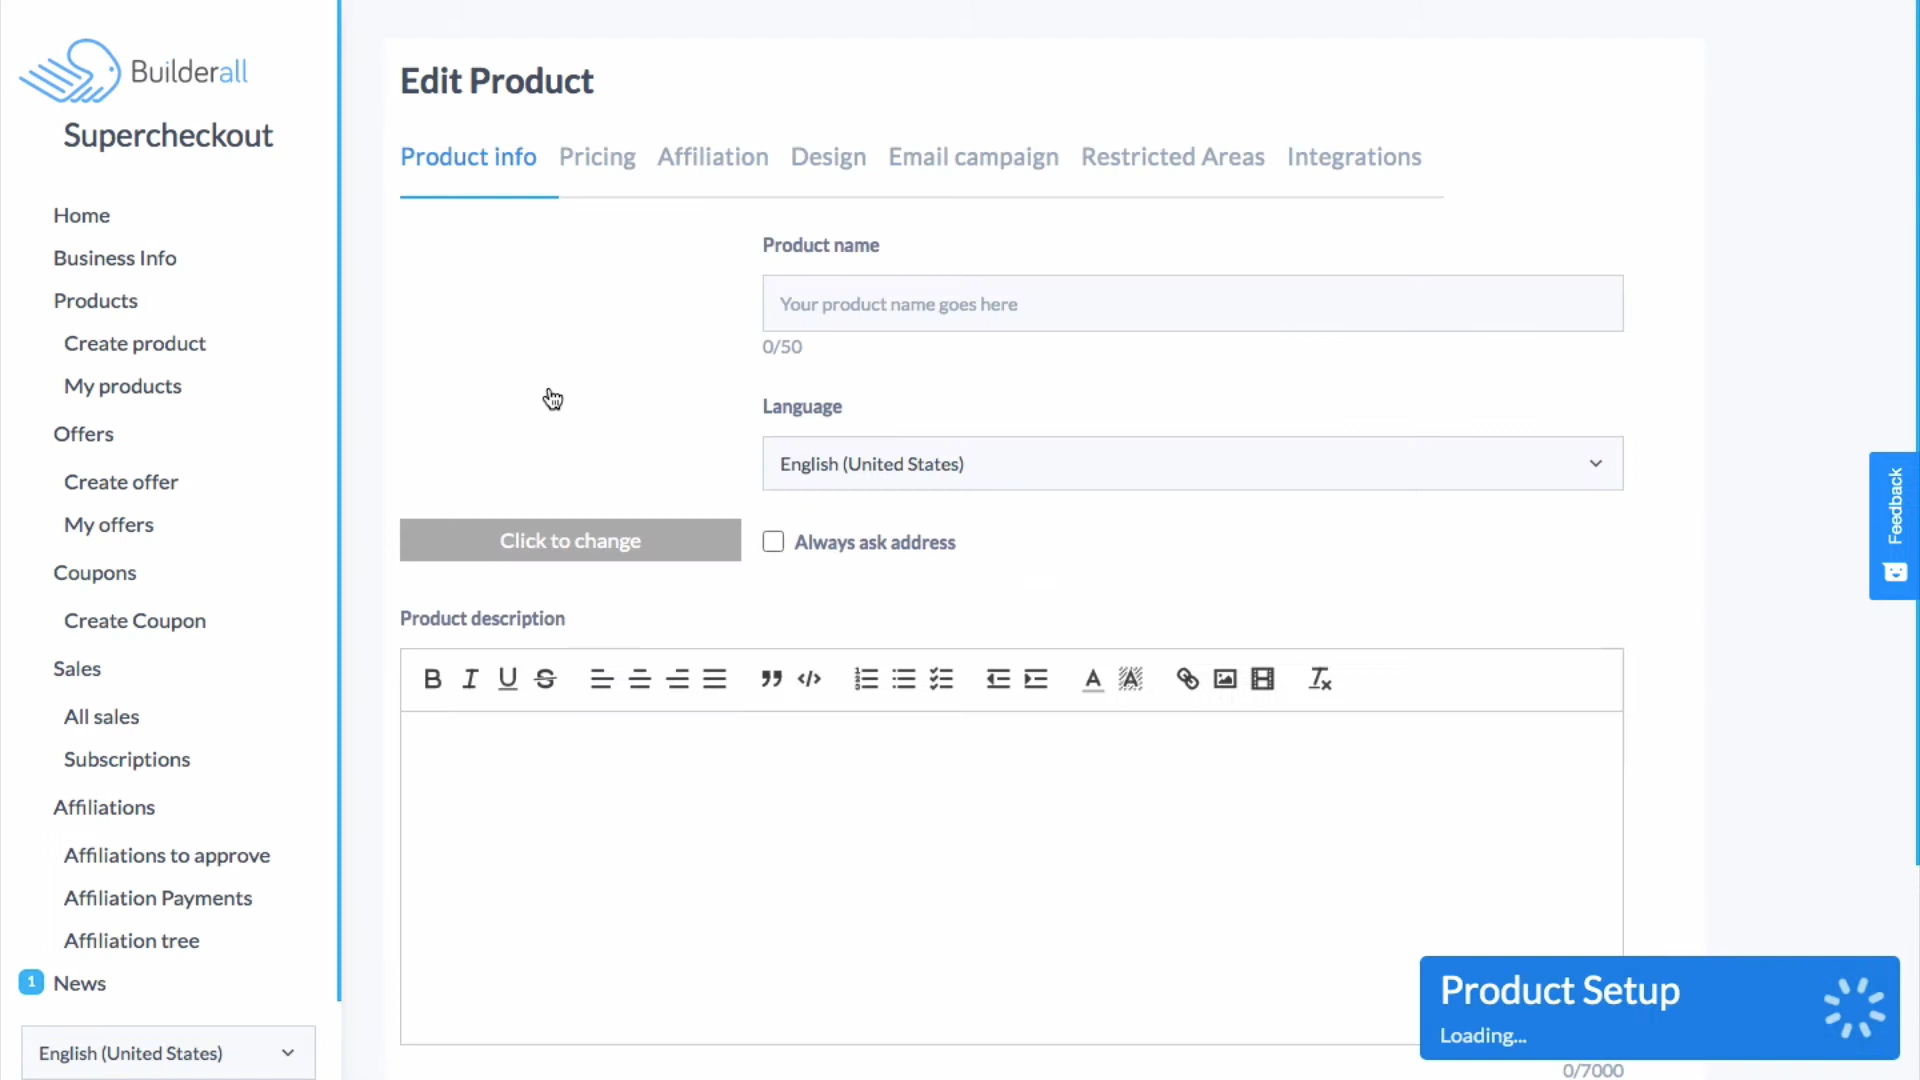 Builderall
Supercheckout
Home
Business Info
Products
Create product
My products
Offers
Create offer
My offers
Coupons
Create Coupon
Sales
All sales
Subscriptions
Affiliations
Affiliations to approve
Affiliation Payments
Affiliation tree
1 News
English (United States)
Edit Product
Product info Pricing Affiliation Design Email campaign Restricted Areas Integrations
Product name
Your product name goes here
0/50
Language
English (United States)
Click to change
Always ask address
Product description
0/7000
Feedback
Product Setup
Loading...